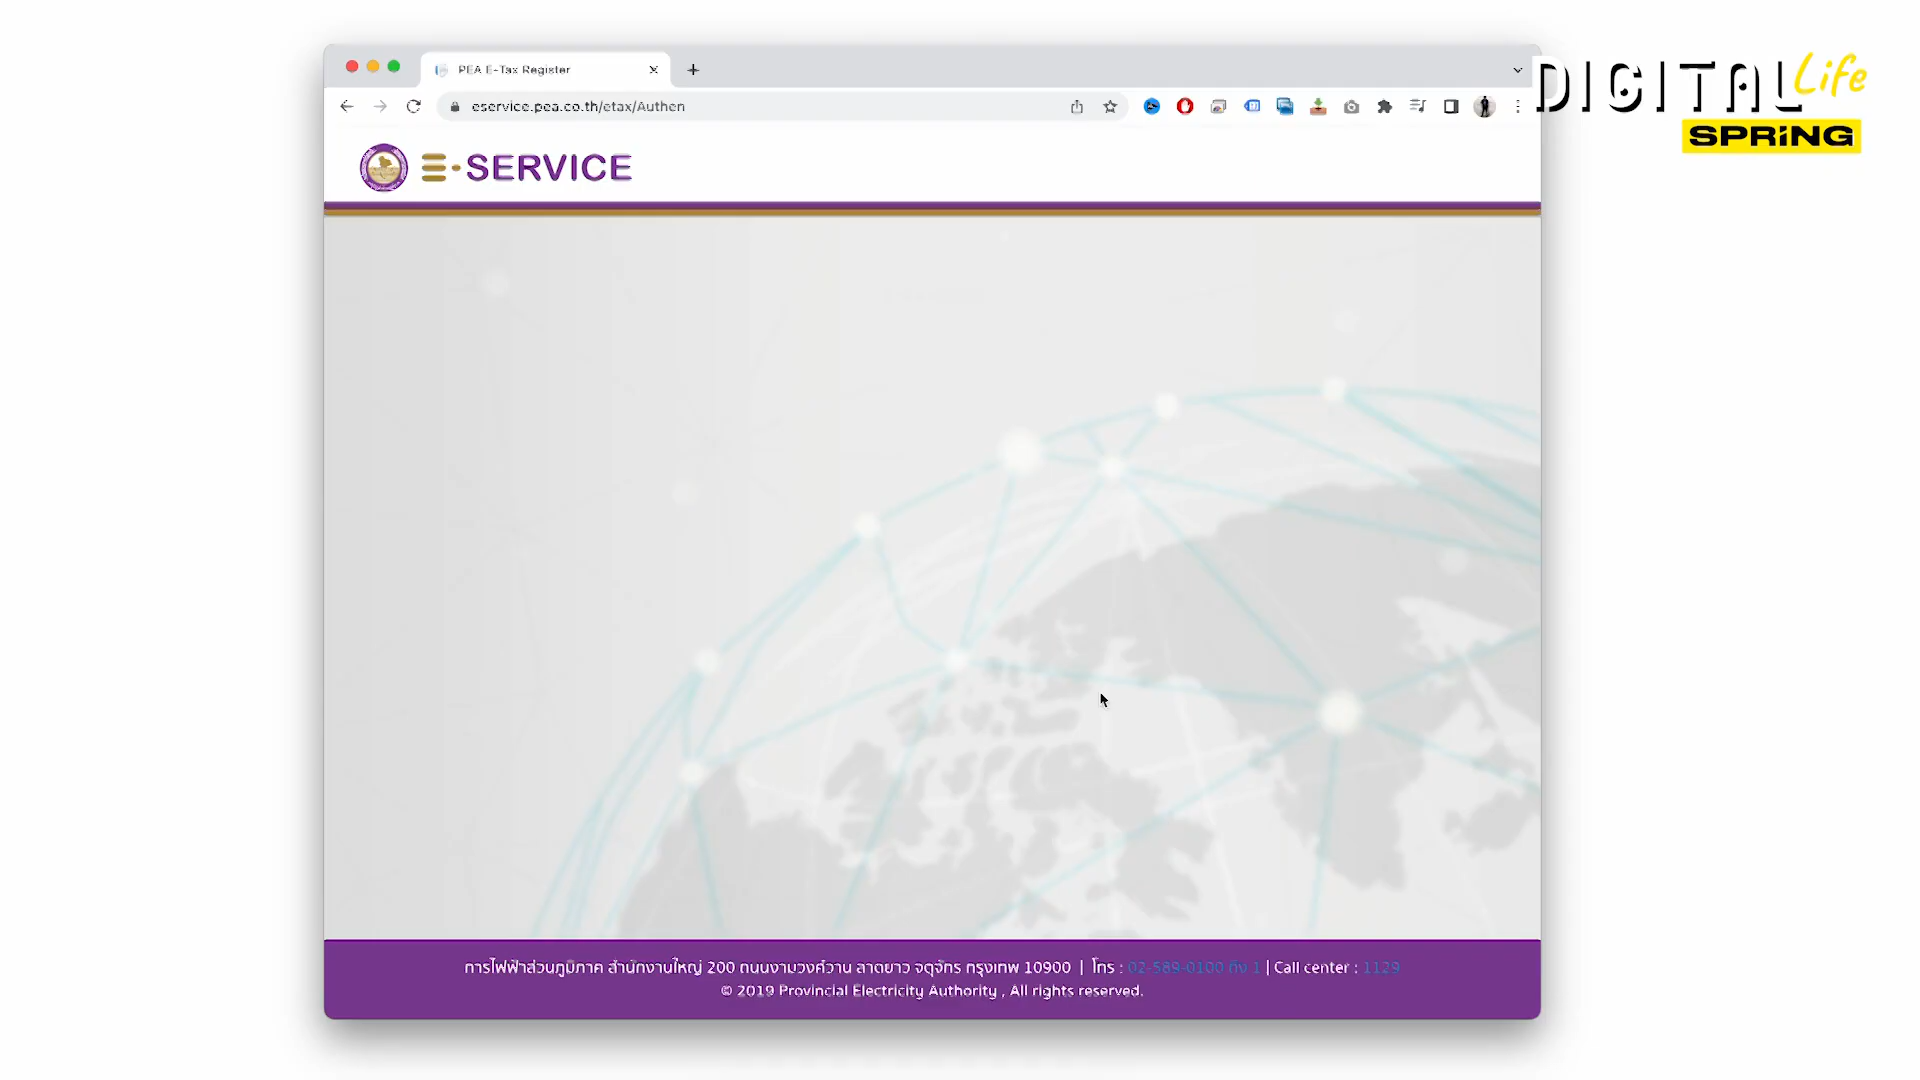 DIGITAL Life
SPRiNG
PEA E-Tax Register
eservice.pea.co.th/etax/Authen
E-SERVICE
การไฟฟ้าส่วนภูมิภาค สำนักงานใหญ่ 200 ถนนงามวงศ์วาน ลาดยาว จตุจักร กรุงเทพ 10900 | โทร : 02-589-0100 ถึง 1 | Call center : 1129
© 2019 Provincial Electricity Authority , All rights reserved.